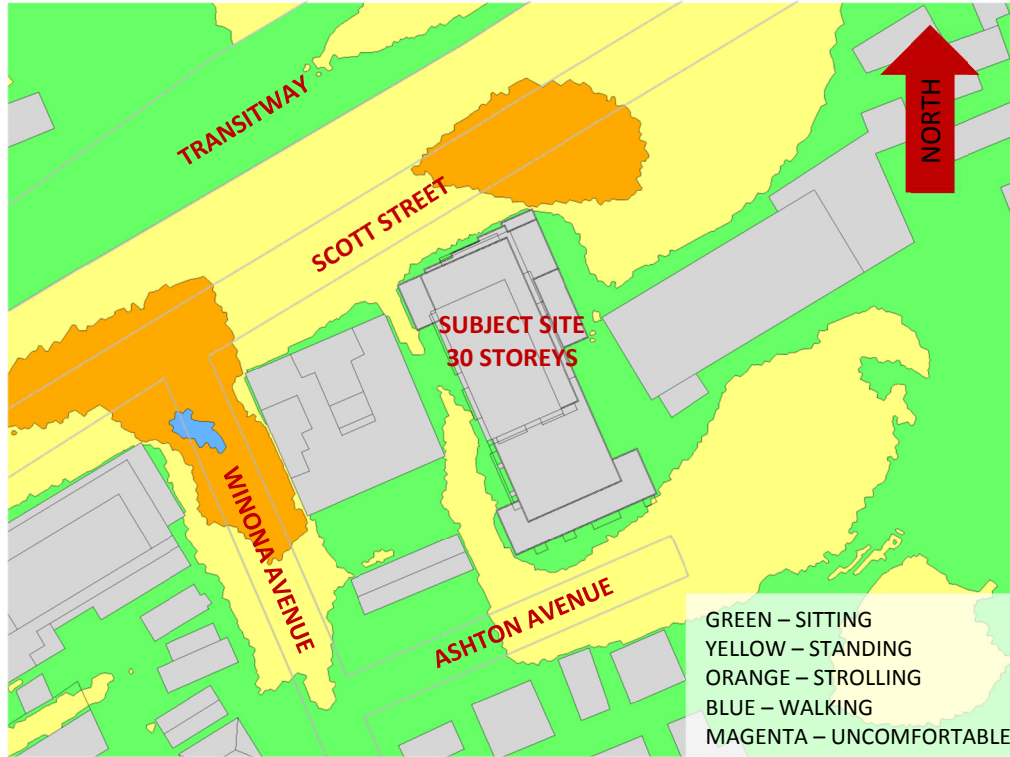 TRANSITWAY
NORTH
SCOTT STREET
SUBJECT SITE
30 STOREYS
WINONA AVENUE
ASHTON AVENUE
GREEN – SITTING
YELLOW – STANDING
ORANGE – STROLLING
BLUE – WALKING
MAGENTA – UNCOMFORTABLE